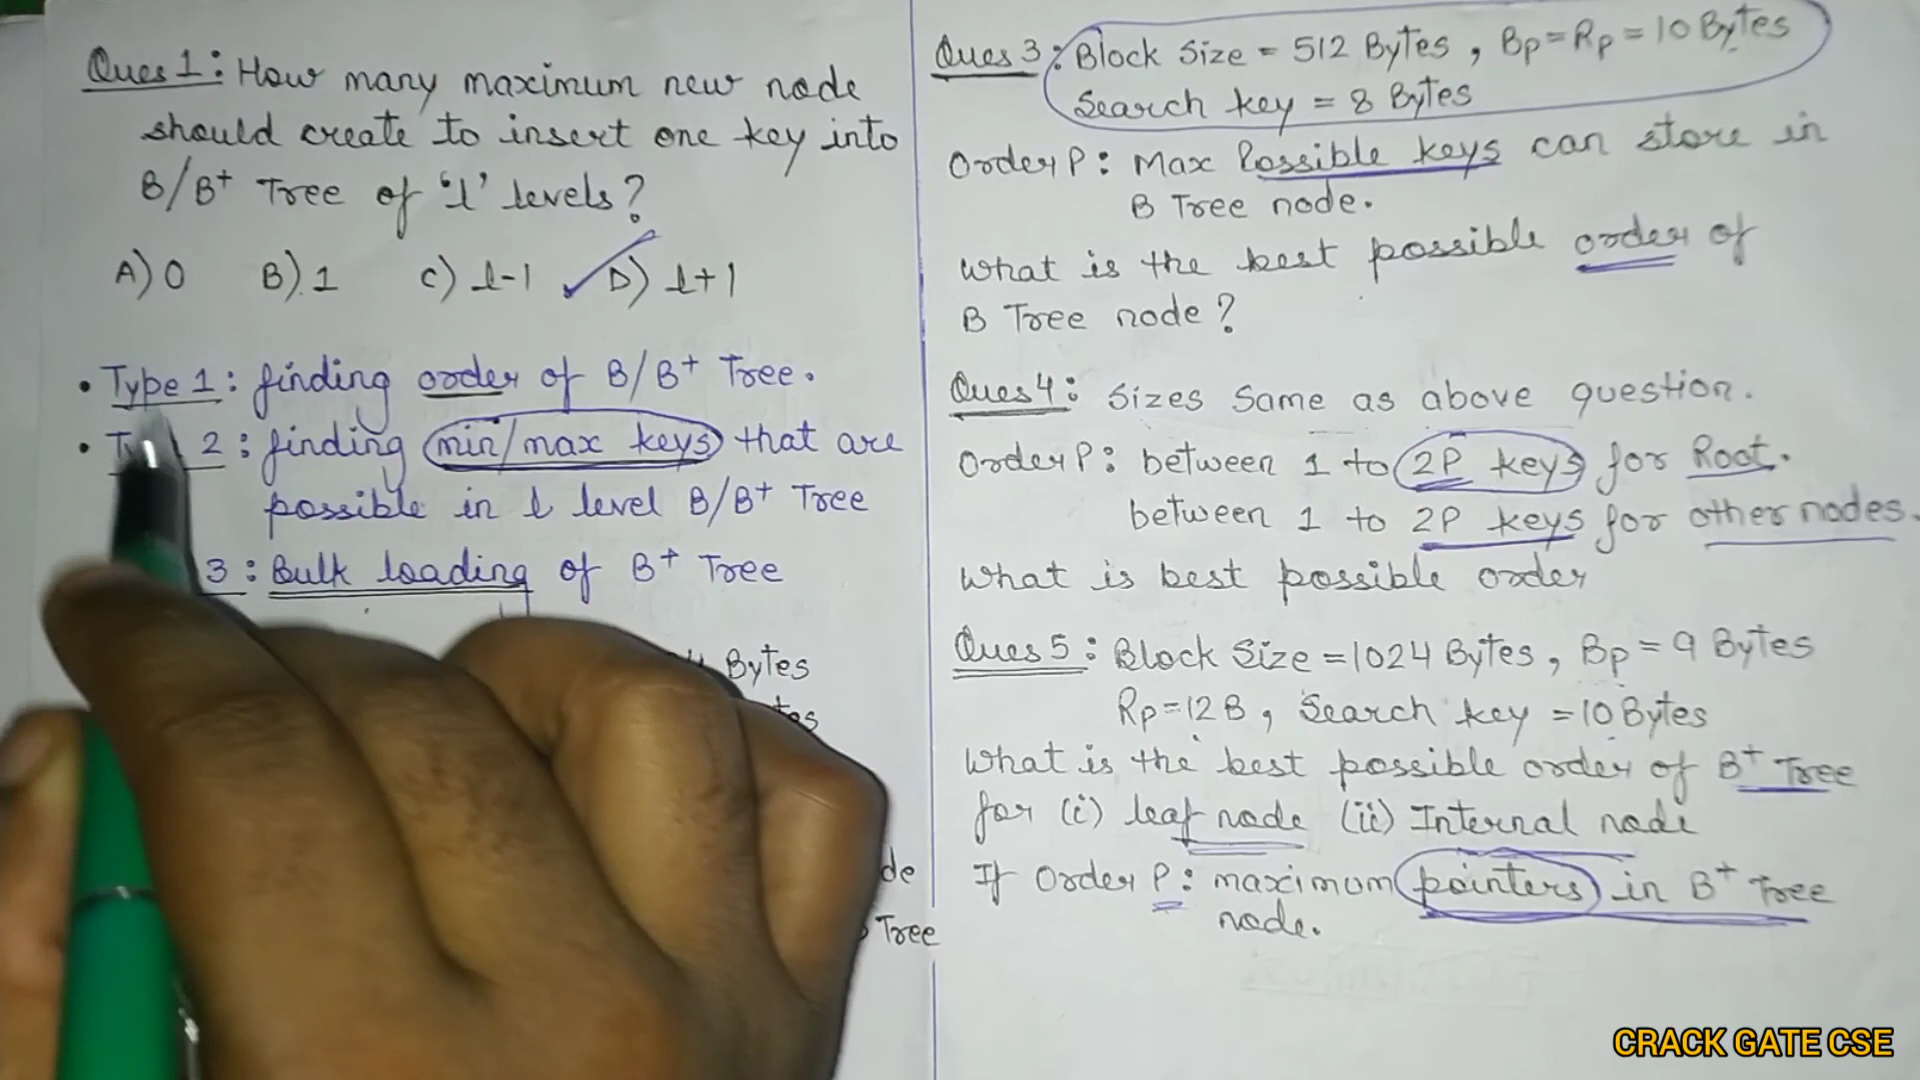 Ques 1: How many maximum new node
should create to insert one key into
B/B+ Tree of 'l' levels?
A) 0 B) 1 C) l-1 D) l+1
• Type 1: finding order of B/B+ Tree.
• 2: finding min/max keys that are
possible in l level B/B+ Tree
3: Bulk loading of B+ Tree
Bytes
de
Tree
Ques 3: Block Size = 512 Bytes, Bp = Rp = 10 Bytes
Search key = 8 Bytes
Order P: Max Possible keys can store in
B Tree node.
What is the best possible order of
B Tree node?
Ques 4: Sizes Same as above question.
Order P: between 1 to 2P keys for Root.
between 1 to 2P keys for other nodes.
What is best possible order
Ques 5: Block Size = 1024 Bytes, Bp = 9 Bytes
Rp = 12 B, Search key = 10 Bytes
What is the best possible order of B+ Tree
for (i) leaf node (ii) Internal node
If Order P: maximum pointers in B+ Tree
node.
CRACK GATE CSE